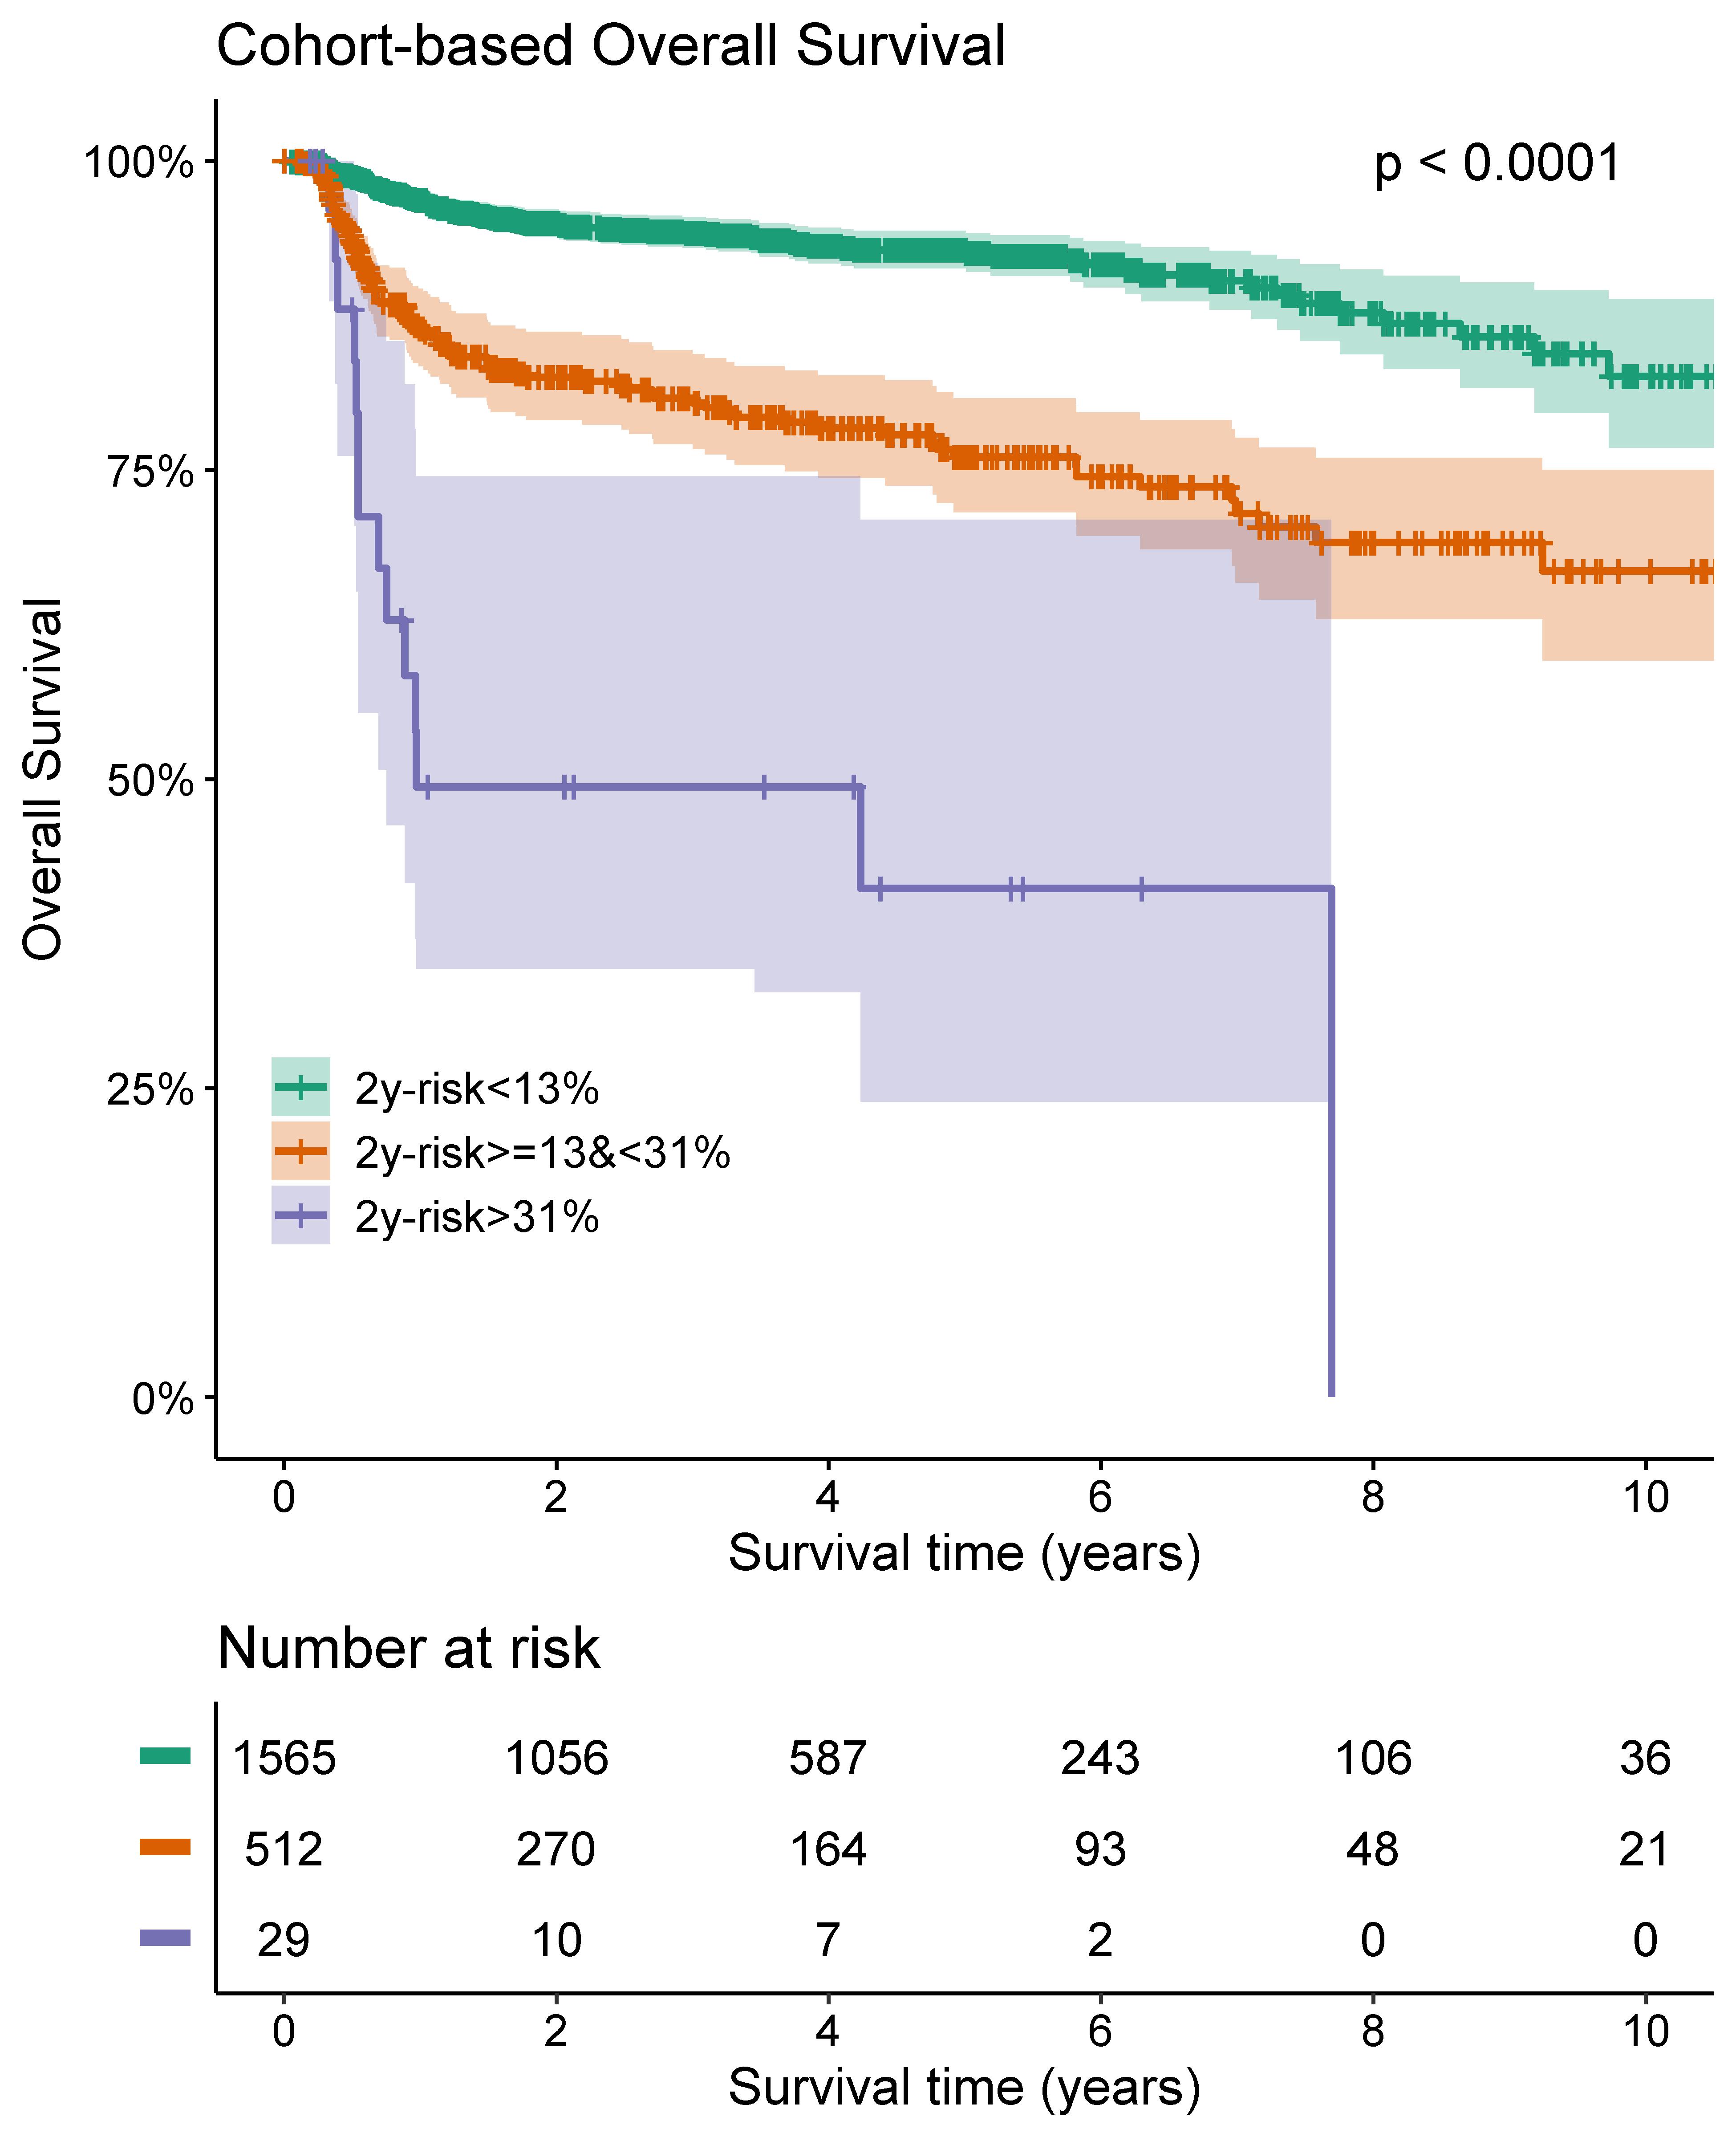 Cohort-based Overall Survival
p < 0.0001
100%
75%
50%
25%
0%
Overall Survival
2y-risk<13%
2y-risk>=13&<31%
2y-risk>31%
0 2 4 6 8 10
Survival time (years)
Number at risk
1565 1056 587 243 106 36
512 270 164 93 48 21
29 10 7 2 0 0
0 2 4 6 8 10
Survival time (years)